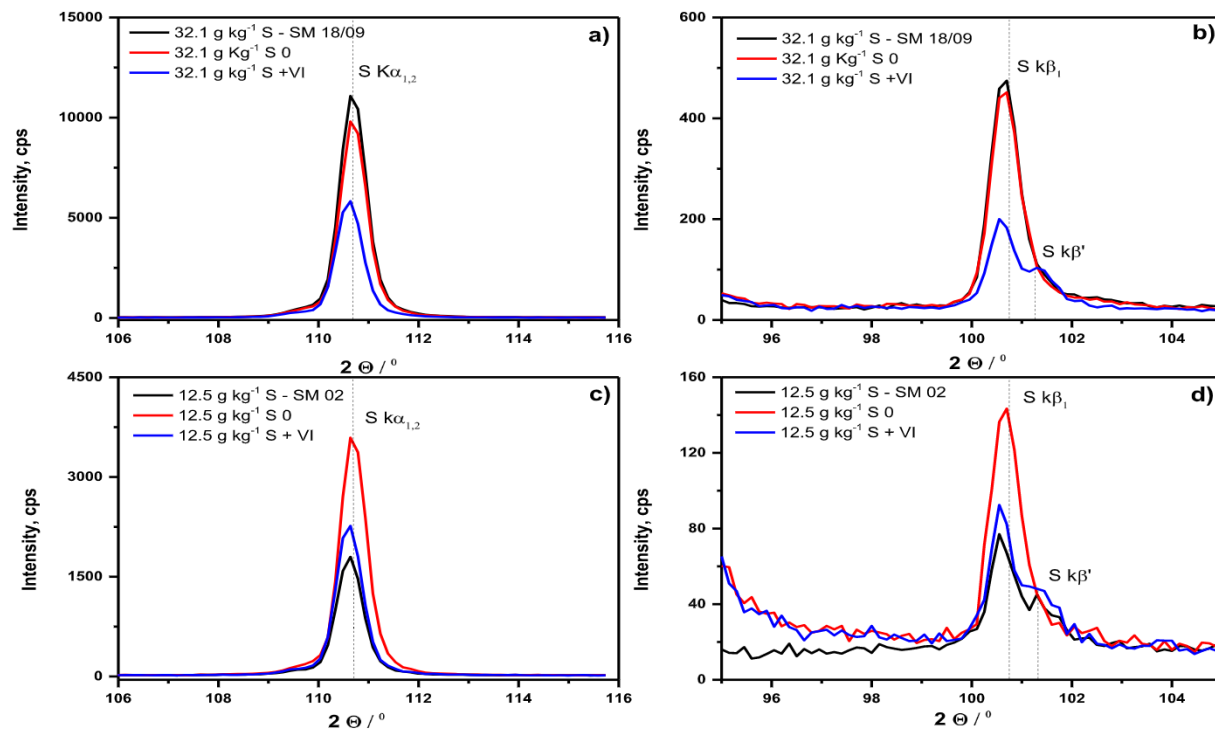 a)
32.1 g kg⁻¹ S - SM 18/09
32.1 g Kg⁻¹ S 0
32.1 g kg⁻¹ S +VI
S Kα₁,₂
Intensity, cps
15000
10000
5000
0
106 108 110 112 114 116
2 Θ / ⁰
b)
32.1 g kg⁻¹ S - SM 18/09
32.1 g Kg⁻¹ S 0
32.1 g kg⁻¹ S +VI
S kβ₁
S kβ'
Intensity, cps
600
400
200
0
96 98 100 102 104
2 Θ / ⁰
c)
12.5 g kg⁻¹ S - SM 02
12.5 g kg⁻¹ S 0
12.5 g kg⁻¹ S + VI
S kα₁,₂
Intensity, cps
4500
3000
1500
0
106 108 110 112 114 116
2 Θ / ⁰
d)
12.5 g kg⁻¹ S - SM 02
12.5 g kg⁻¹ S 0
12.5 g kg⁻¹ S + VI
S kβ₁
S kβ'
Intensity, cps
160
120
80
40
0
96 98 100 102 104
2 Θ / ⁰